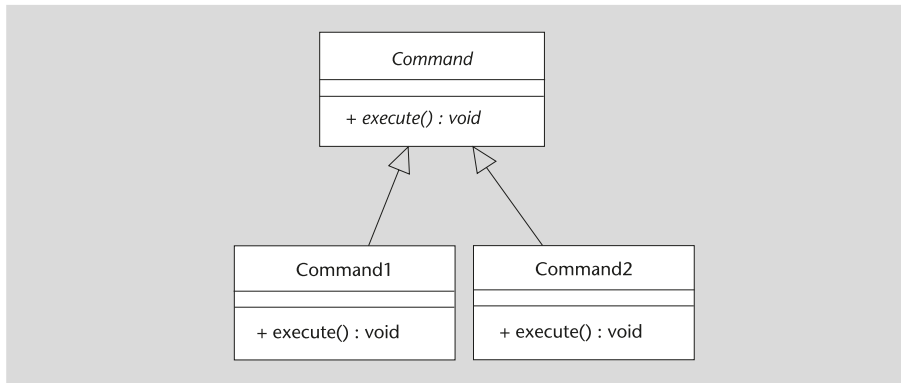 Command
+ execute() : void
Command1
+ execute() : void
Command2
+ execute() : void